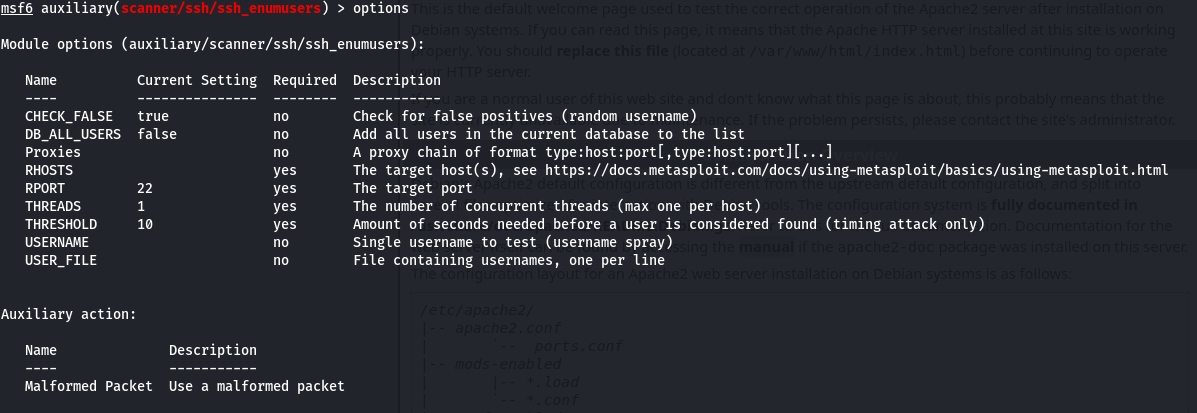 msf6 auxiliary(scanner/ssh/ssh_enumusers) > options
Module options (auxiliary/scanner/ssh/ssh_enumusers):
Name Current Setting Required Description
---- --------------- -------- -----------
CHECK_FALSE true no Check for false positives (random username)
DB_ALL_USERS false no Add all users in the current database to the list
Proxies no A proxy chain of format type:host:port[,type:host:port][...]
RHOSTS yes The target host(s), see https://docs.metasploit.com/docs/using-metasploit/basics/using-metasploit.html
RPORT 22 yes The target port
THREADS 1 yes The number of concurrent threads (max one per host)
THRESHOLD 10 yes Amount of seconds needed before a user is considered found (timing attack only)
USERNAME no Single username to test (username spray)
USER_FILE no File containing usernames, one per line
Auxiliary action:
Name Description
---- -----------
Malformed Packet Use a malformed packet
This is the default welcome page used to test the correct operation of the Apache2 server after installation on
Debian systems. If you can read this page, it means that the Apache HTTP server installed at this site is working
properly. You should replace this file (located at /var/www/html/index.html) before continuing to operate
your HTTP server.
If you are a normal user of this web site and don't know what this page is about, this probably means that the
If the problem persists, please contact the site's administrator.
Apache2 default configuration is different from the upstream default configuration, and split into
The configuration system is fully documented in
Documentation for the
manual if the apache2-doc package was installed on this server.
The configuration layout for an Apache2 web server installation on Debian systems is as follows:
/etc/apache2/
|-- apache2.conf
| `-- ports.conf
|-- mods-enabled
| |-- *.load
| `-- *.conf